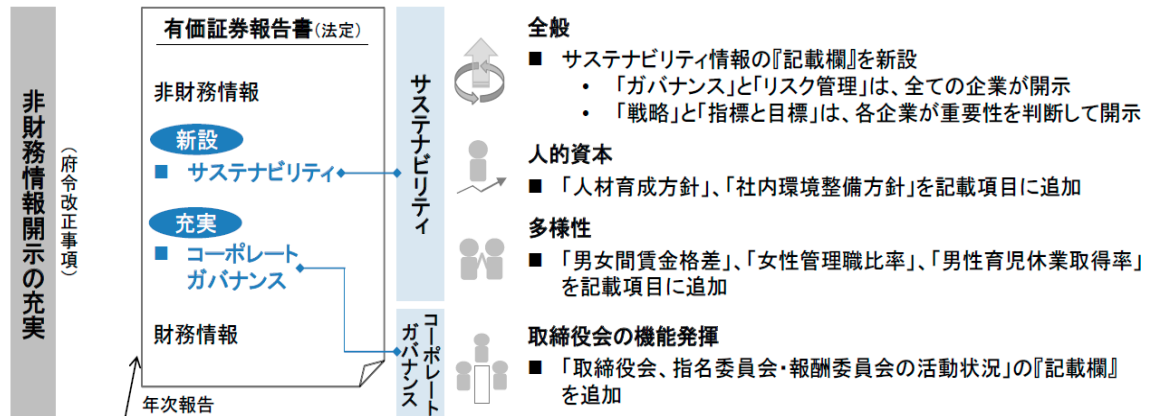 非財務情報開示の充実
（府令改正事項）
有価証券報告書（法定）
非財務情報
新設
■ サステナビリティ
充実
■ コーポレート
ガバナンス
財務情報
年次報告
サステナビリティ
コーポレート
ガバナンス
全般
■ サステナビリティ情報の『記載欄』を新設
• 「ガバナンス」と「リスク管理」は、全ての企業が開示
• 「戦略」と「指標と目標」は、各企業が重要性を判断して開示
人的資本
■ 「人材育成方針」、「社内環境整備方針」を記載項目に追加
多様性
■ 「男女間賃金格差」、「女性管理職比率」、「男性育児休業取得率」
を記載項目に追加
取締役会の機能発揮
■ 「取締役会、指名委員会・報酬委員会の活動状況」の『記載欄』
を追加